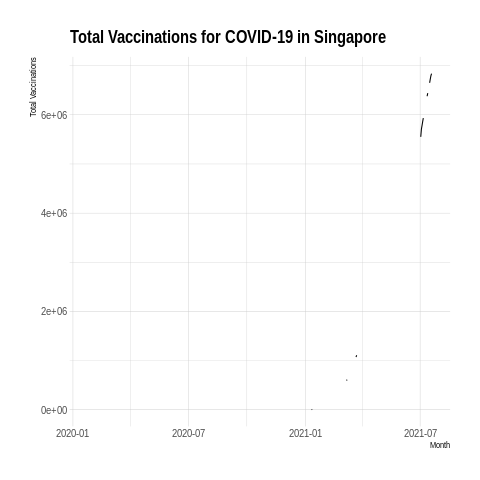 Total Vaccinations for COVID-19 in Singapore
Total Vaccinations
6e+06
4e+06
2e+06
0e+00
2020-01 2020-07 2021-01 2021-07
Month